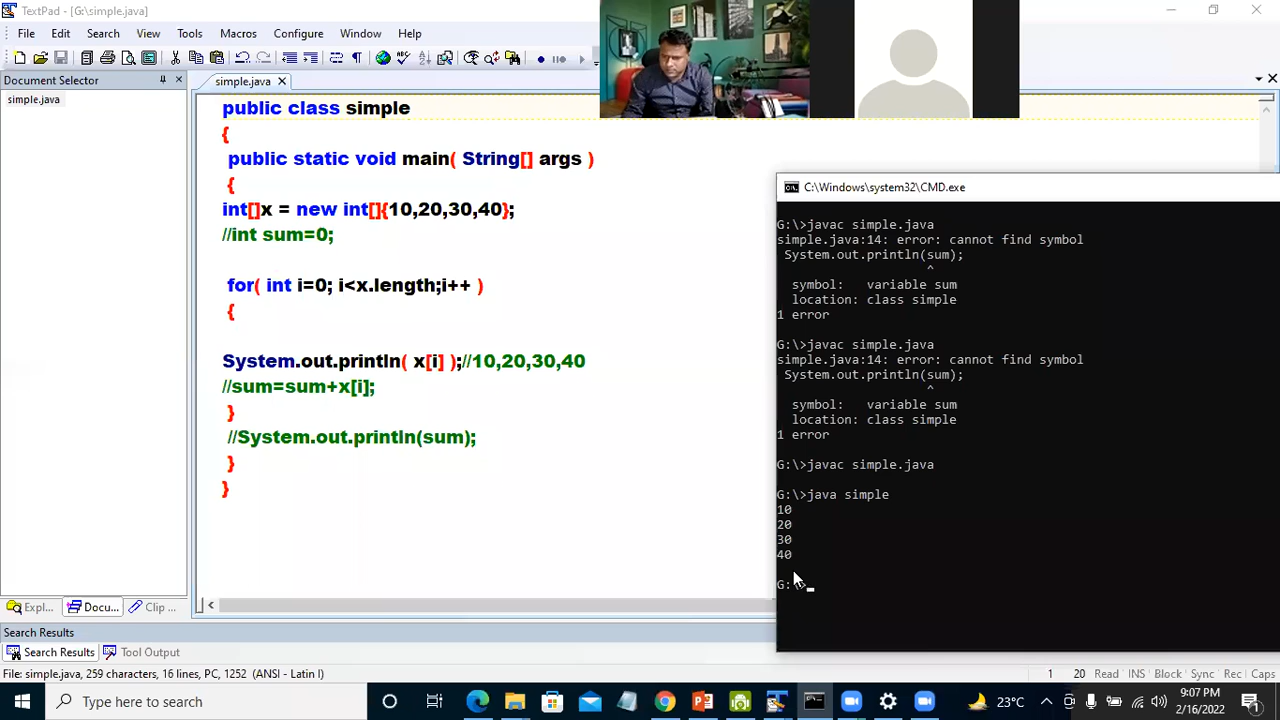 TextPad - [G:\simple.java]
File Edit Search View Tools Macros Configure Window Help
Document Selector
simple.java
simple.java
public class simple
{
public static void main( String[] args )
{
int[]x = new int[]{10,20,30,40};
//int sum=0;
for( int i=0; i<x.length;i++ )
{
System.out.println( x[i] );//10,20,30,40
//sum=sum+x[i];
}
//System.out.println(sum);
}
}
C:\Windows\system32\CMD.exe
G:\>javac simple.java
simple.java:14: error: cannot find symbol
System.out.println(sum);
^
symbol:   variable sum
location: class simple
1 error
G:\>javac simple.java
simple.java:14: error: cannot find symbol
System.out.println(sum);
^
symbol:   variable sum
location: class simple
1 error
G:\>javac simple.java
G:\>java simple
10
20
30
40
G:\>_
Expl... Docu... Clip ...
Search Results
Search Results Tool Output
File: simple.java, 259 characters, 16 lines, PC, 1252 (ANSI - Latin I) 1 20 Read INS Block Sync Rec Caps
Type here to search
23°C
9:07 PM
2/16/2022